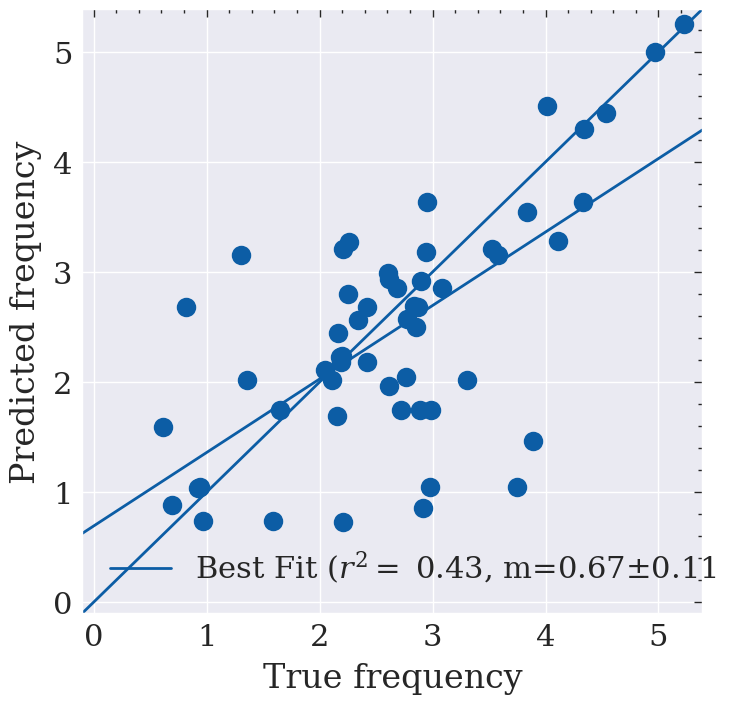 5
4
3
2
1
0
Predicted frequency
Best Fit (r² = 0.43, m=0.67±0.11
0 1 2 3 4 5
True frequency